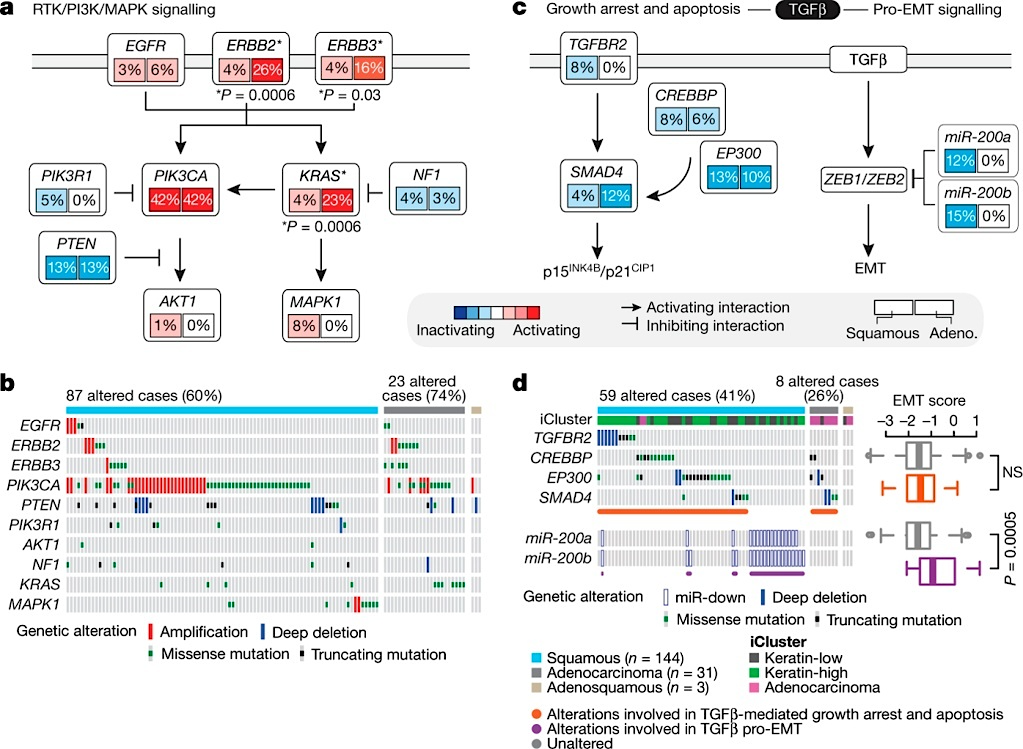 a RTK/PI3K/MAPK signalling
EGFR
3% 6%
ERBB2*
4% 26%
*P = 0.0006
ERBB3*
4% 16%
*P = 0.03
PIK3R1
5% 0%
PIK3CA
42% 42%
KRAS*
4% 23%
*P = 0.0006
NF1
4% 3%
PTEN
13% 13%
AKT1
1% 0%
MAPK1
8% 0%
c Growth arrest and apoptosis TGFβ Pro-EMT signalling
TGFBR2
8% 0%
TGFβ
CREBBP
8% 6%
EP300
13% 10%
SMAD4
4% 12%
p15INK4B/p21CIP1
ZEB1/ZEB2
miR-200a
12% 0%
miR-200b
15% 0%
EMT
Inactivating Activating
Activating interaction
Inhibiting interaction
Squamous Adeno.
b
87 altered cases (60%)
23 altered
cases (74%)
EGFR
ERBB2
ERBB3
PIK3CA
PTEN
PIK3R1
AKT1
NF1
KRAS
MAPK1
Genetic alteration Amplification Deep deletion
Missense mutation Truncating mutation
d
59 altered cases (41%)
8 altered cases
(26%)
iCluster
TGFBR2
CREBBP
EP300
SMAD4
miR-200a
miR-200b
EMT score
−3 −2 −1 0 1
NS
P = 0.0005
Genetic alteration miR-down Deep deletion
Missense mutation Truncating mutation
Squamous (n = 144)
Adenocarcinoma (n = 31)
Adenosquamous (n = 3)
iCluster
Keratin-low
Keratin-high
Adenocarcinoma
Alterations involved in TGFβ-mediated growth arrest and apoptosis
Alterations involved in TGFβ pro-EMT
Unaltered